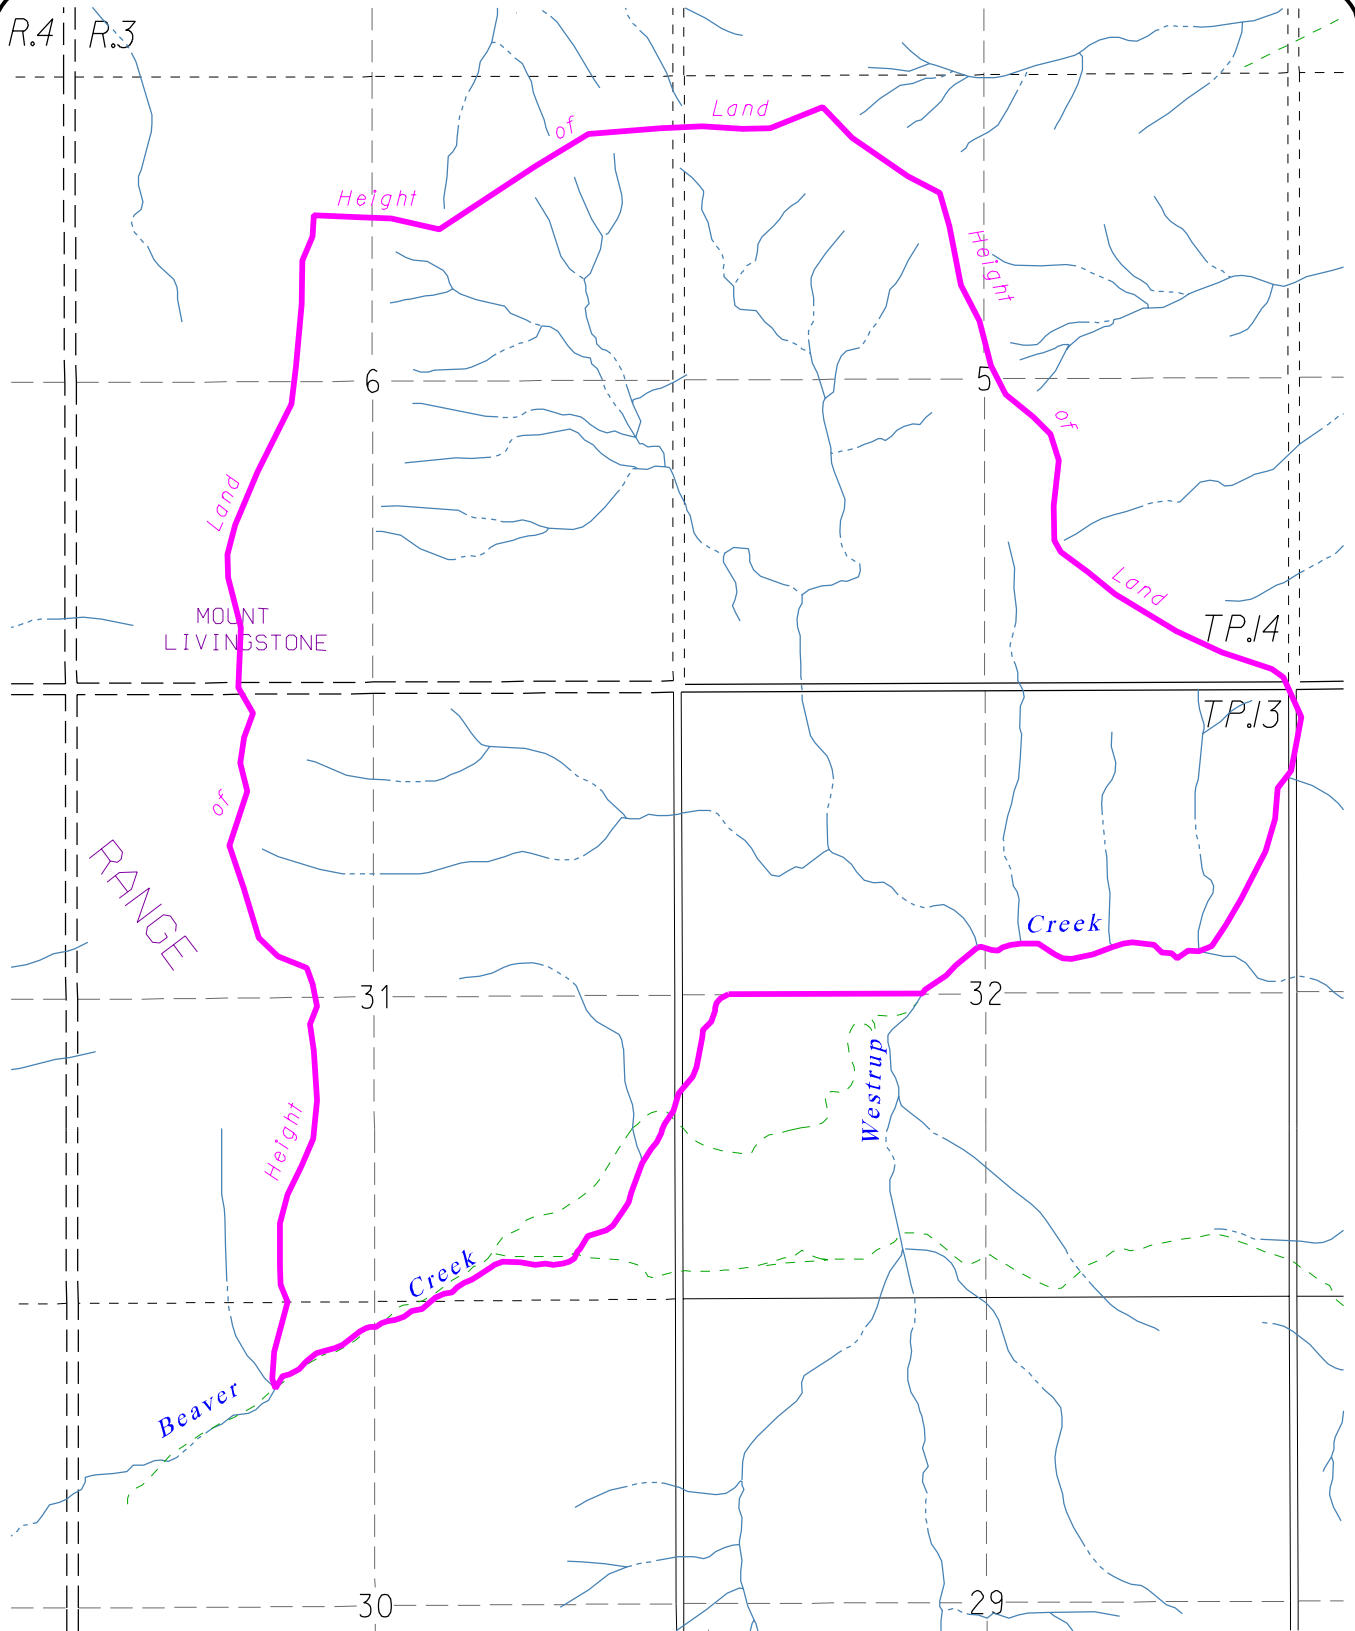 R.4
R.3
Land
of
Height
Height
6
5
of
Land
Land
MOUNT
LIVINGSTONE
TP.14
TP.13
of
RANGE
Creek
31
32
Westrup
Height
Creek
Beaver
30
29